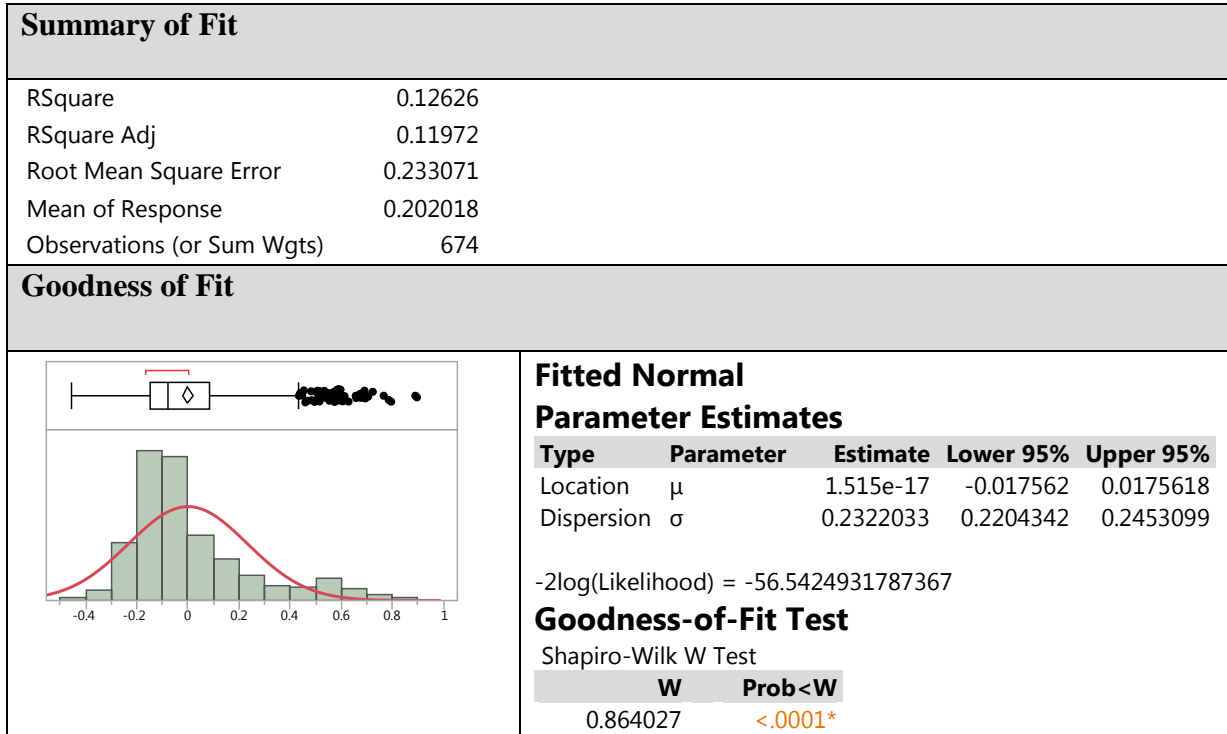 Summary of Fit
RSquare 0.12626
RSquare Adj 0.11972
Root Mean Square Error 0.233071
Mean of Response 0.202018
Observations (or Sum Wgts) 674
Goodness of Fit
-0.4 -0.2 0 0.2 0.4 0.6 0.8 1
Fitted Normal
Parameter Estimates
Type Parameter Estimate Lower 95% Upper 95%
Location μ 1.515e-17 -0.017562 0.0175618
Dispersion σ 0.2322033 0.2204342 0.2453099
-2log(Likelihood) = -56.5424931787367
Goodness-of-Fit Test
Shapiro-Wilk W Test
W Prob<W
0.864027 <.0001*